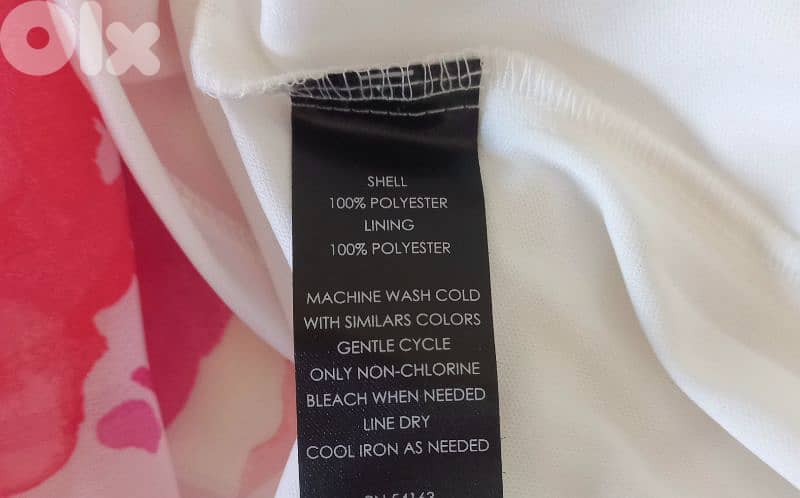 OLX
SHELL
100% POLYESTER
LINING
100% POLYESTER
MACHINE WASH COLD
WITH SIMILARS COLORS
GENTLE CYCLE
ONLY NON-CHLORINE
BLEACH WHEN NEEDED
LINE DRY
COOL IRON AS NEEDED